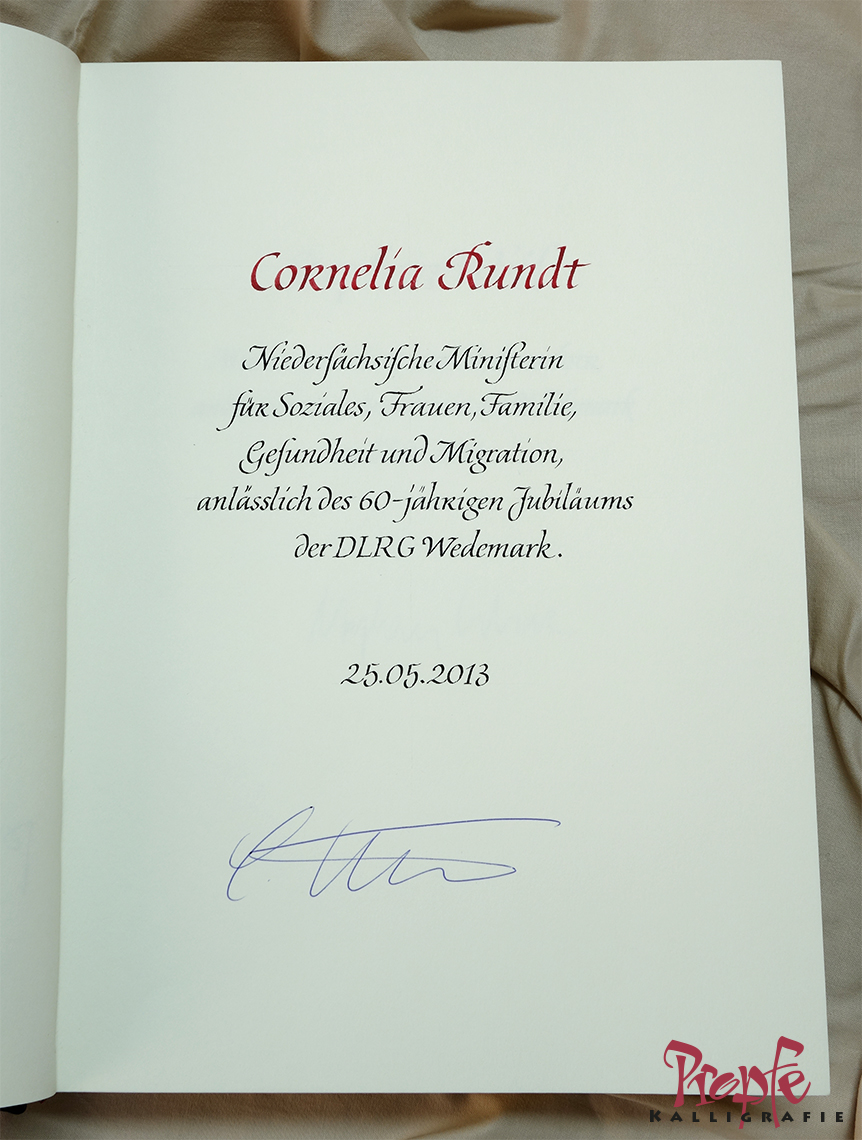 Cornelia Rundt
Niederſächsiſche Miniſterin
für Soziales, Frauen, Familie,
Geſundheit und Migration,
anlässlich des 60-jährigen Jubiläums
der DLRG Wedemark.
25.05.2013
Propfe
KALLIGRAFIE